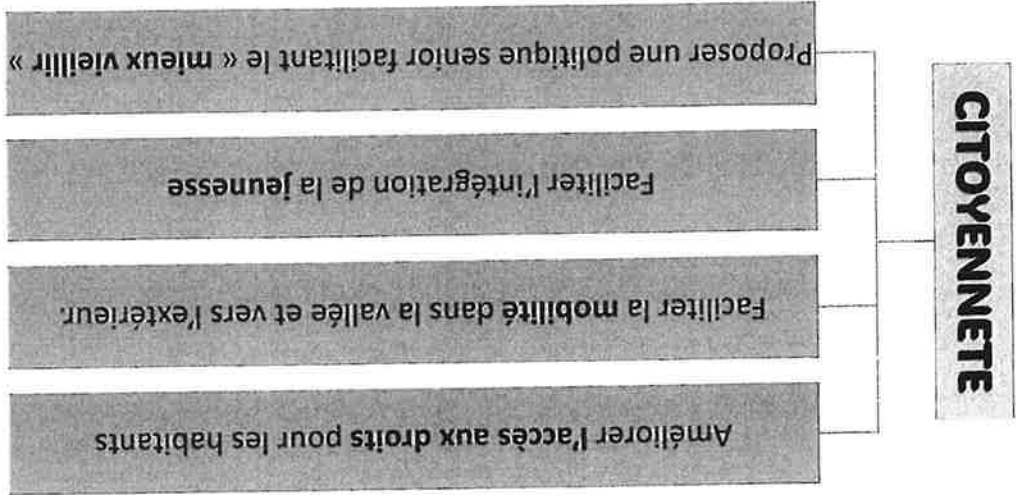 CITOYENNETE
Améliorer l'accès aux droits pour les habitants
Faciliter la mobilité dans la vallée et vers l'extérieur.
Faciliter l'intégration de la jeunesse
Proposer une politique senior facilitant le « mieux vieillir »